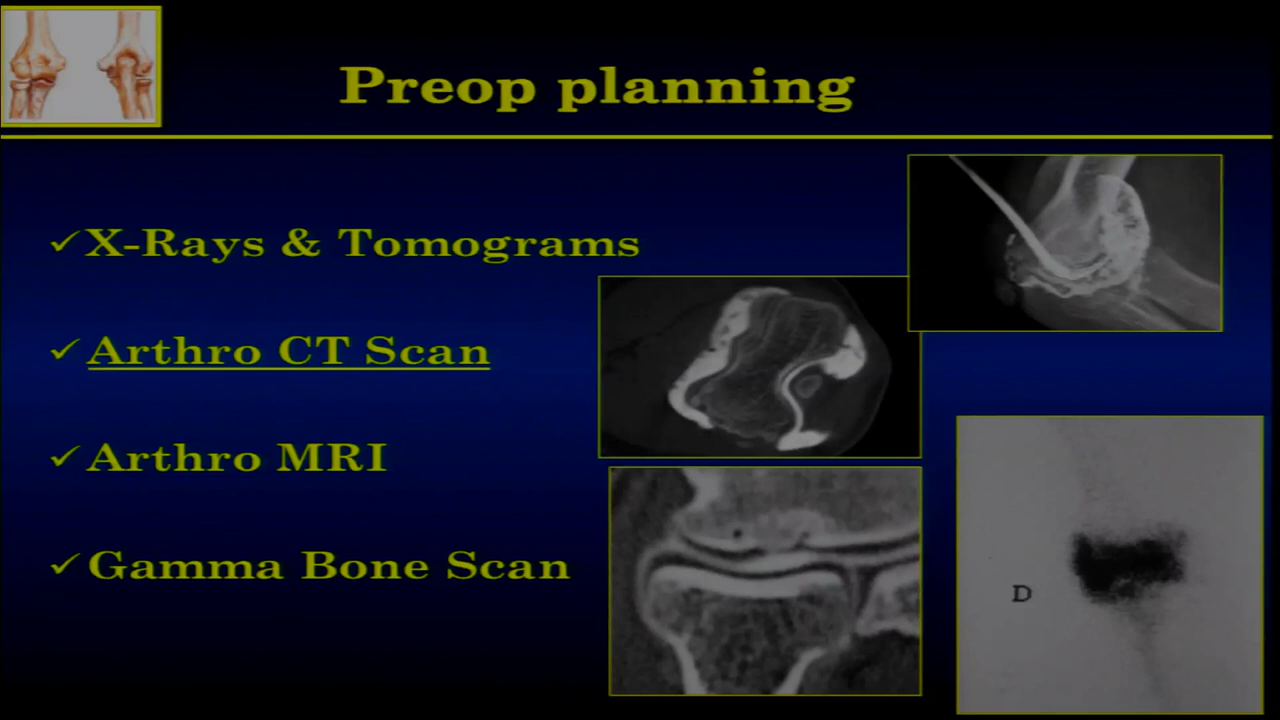 Preop planning
✓X-Rays & Tomograms
✓Arthro CT Scan
✓Arthro MRI
✓Gamma Bone Scan
D